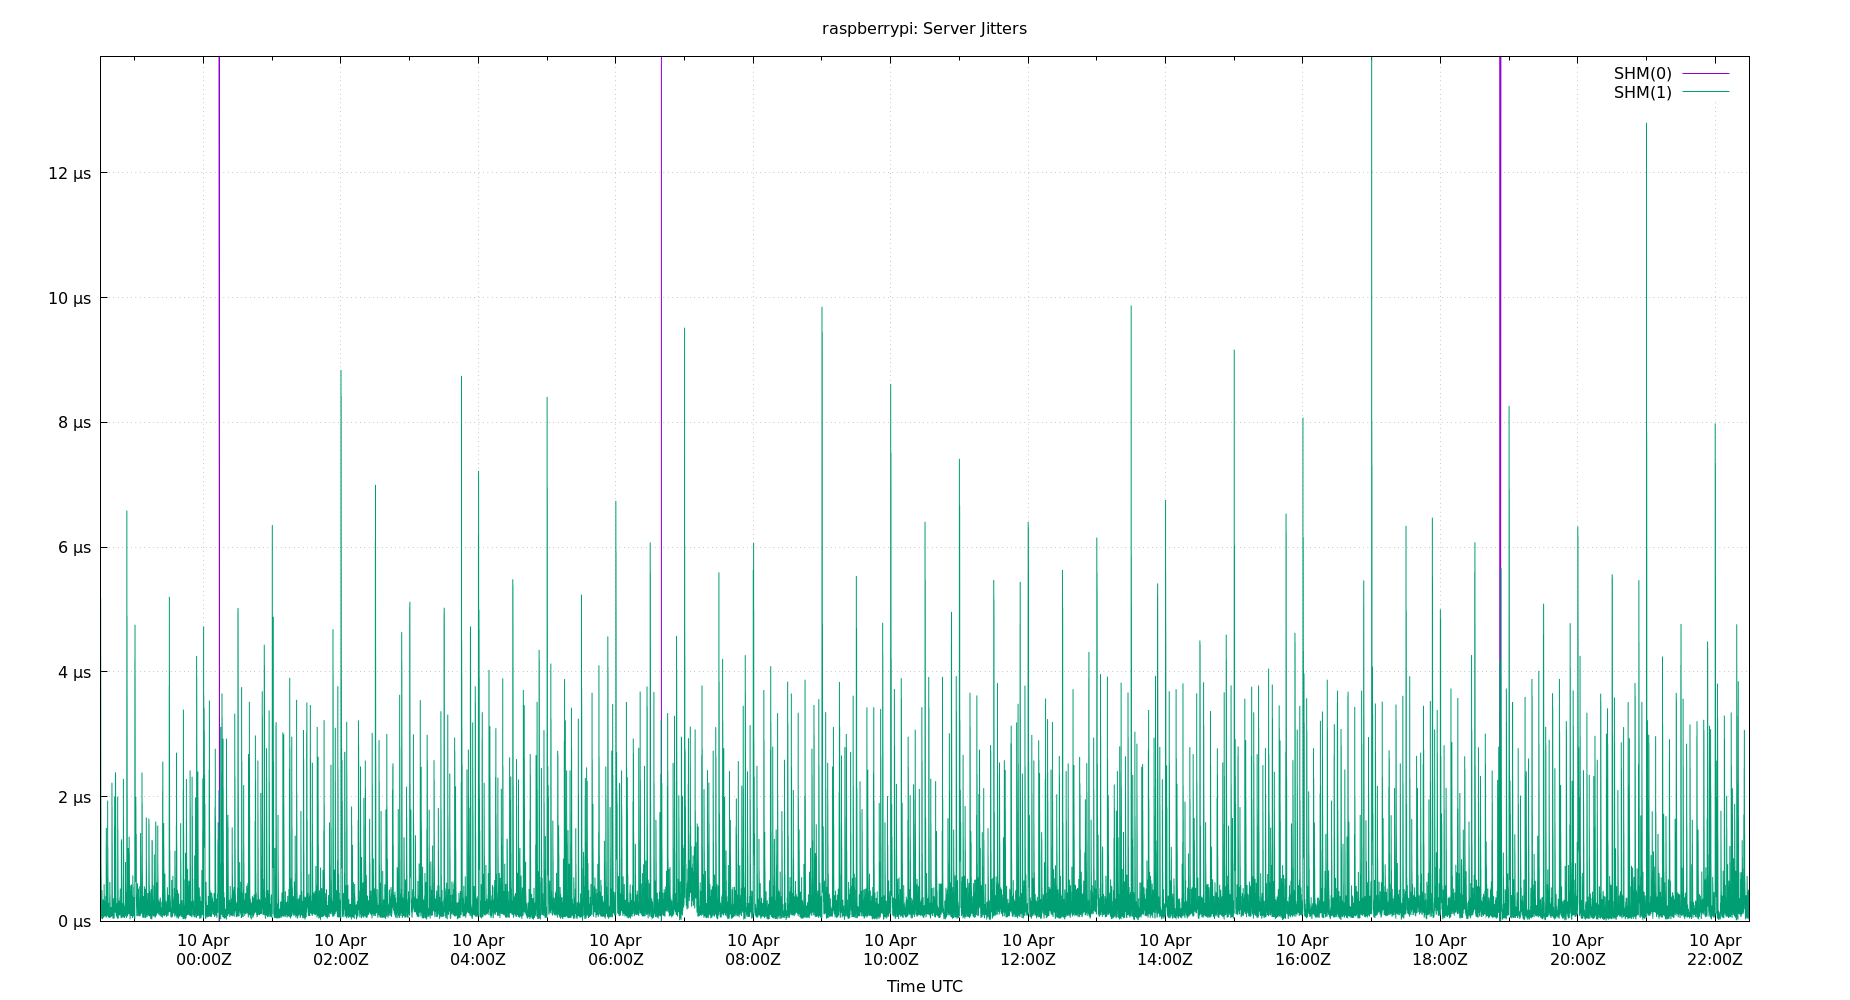 raspberrypi: Server Jitters
SHM(0)
SHM(1)
12 µs
10 µs
8 µs
6 µs
4 µs
2 µs
0 µs
10 Apr 10 Apr 10 Apr 10 Apr 10 Apr 10 Apr 10 Apr 10 Apr 10 Apr 10 Apr 10 Apr 10 Apr
00:00Z 02:00Z 04:00Z 06:00Z 08:00Z 10:00Z 12:00Z 14:00Z 16:00Z 18:00Z 20:00Z 22:00Z
Time UTC